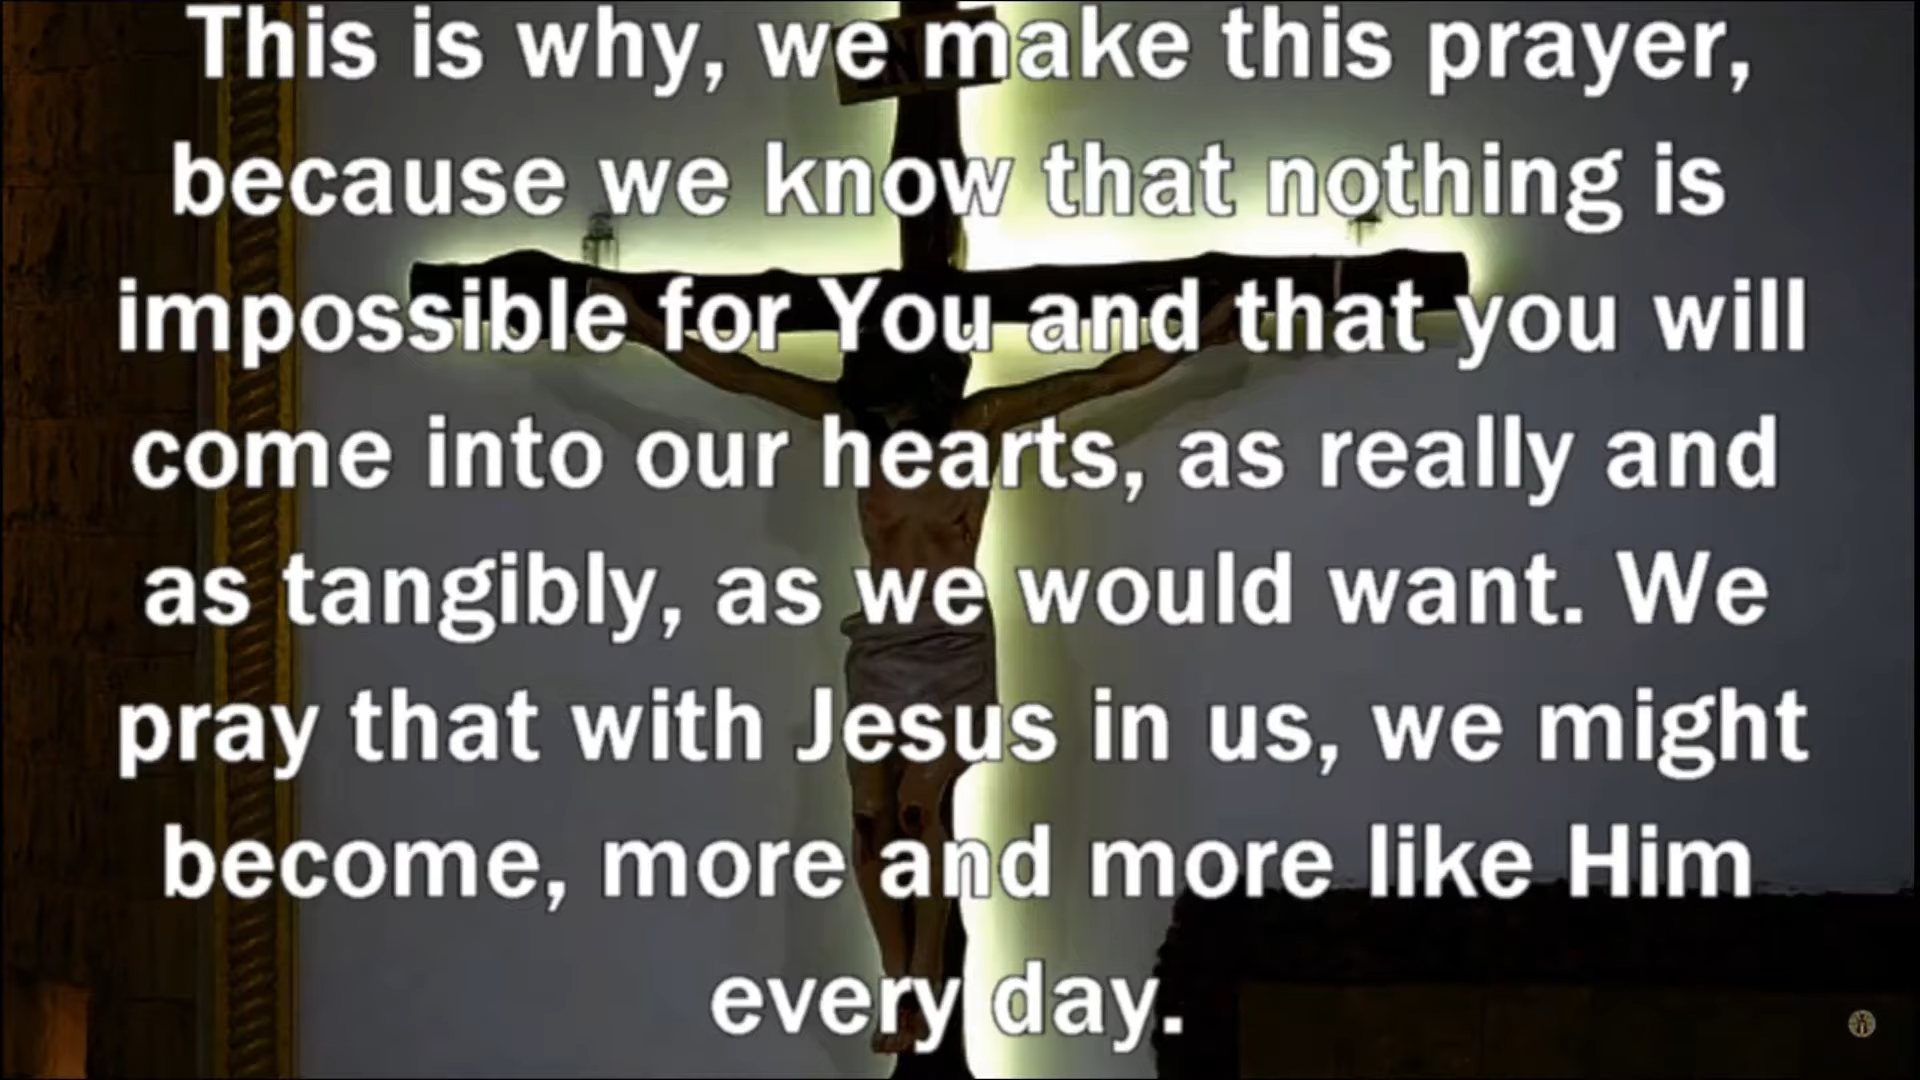 This is why, we make this prayer,
because we know that nothing is
impossible for You and that you will
come into our hearts, as really and
as tangibly, as we would want. We
pray that with Jesus in us, we might
become, more and more like Him
every day.